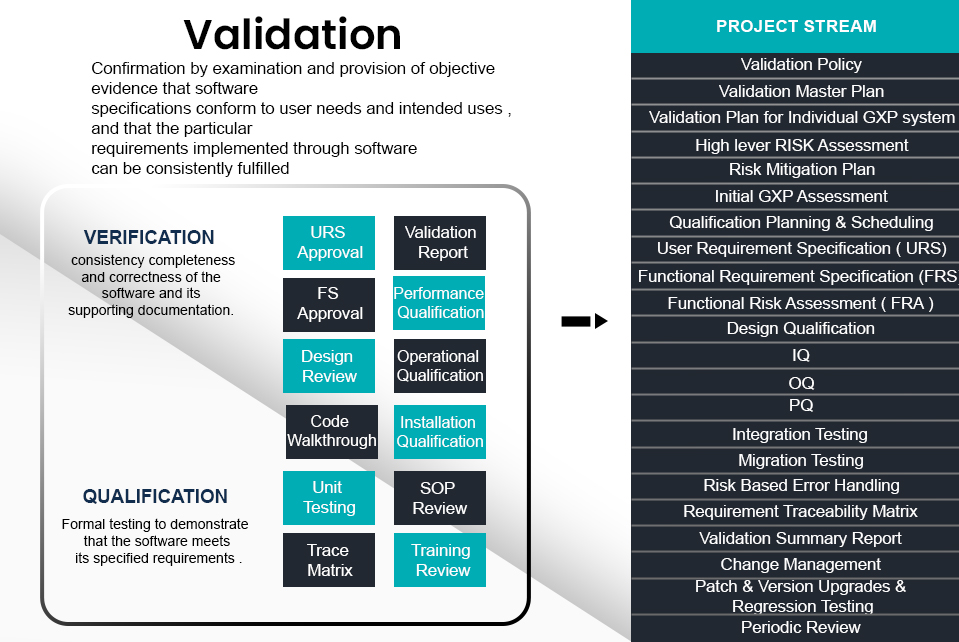 Validation
Confirmation by examination and provision of objective
evidence that software
specifications conform to user needs and intended uses ,
and that the particular
requirements implemented through software
can be consistently fulfilled
VERIFICATION
consistency completeness
and correctness of the
software and its
supporting documentation.
QUALIFICATION
Formal testing to demonstrate
that the software meets
its specified requirements .
URS
Approval
Validation
Report
FS
Approval
Performance
Qualification
Design
Review
Operational
Qualification
Code
Walkthrough
Installation
Qualification
Unit
Testing
SOP
Review
Trace
Matrix
Training
Review
PROJECT STREAM
Validation Policy
Validation Master Plan
Validation Plan for Individual GXP system
High lever RISK Assessment
Risk Mitigation Plan
Initial GXP Assessment
Qualification Planning & Scheduling
User Requirement Specification ( URS)
Functional Requirement Specification (FRS)
Functional Risk Assessment ( FRA )
Design Qualification
IQ
OQ
PQ
Integration Testing
Migration Testing
Risk Based Error Handling
Requirement Traceability Matrix
Validation Summary Report
Change Management
Patch & Version Upgrades &
Regression Testing
Periodic Review